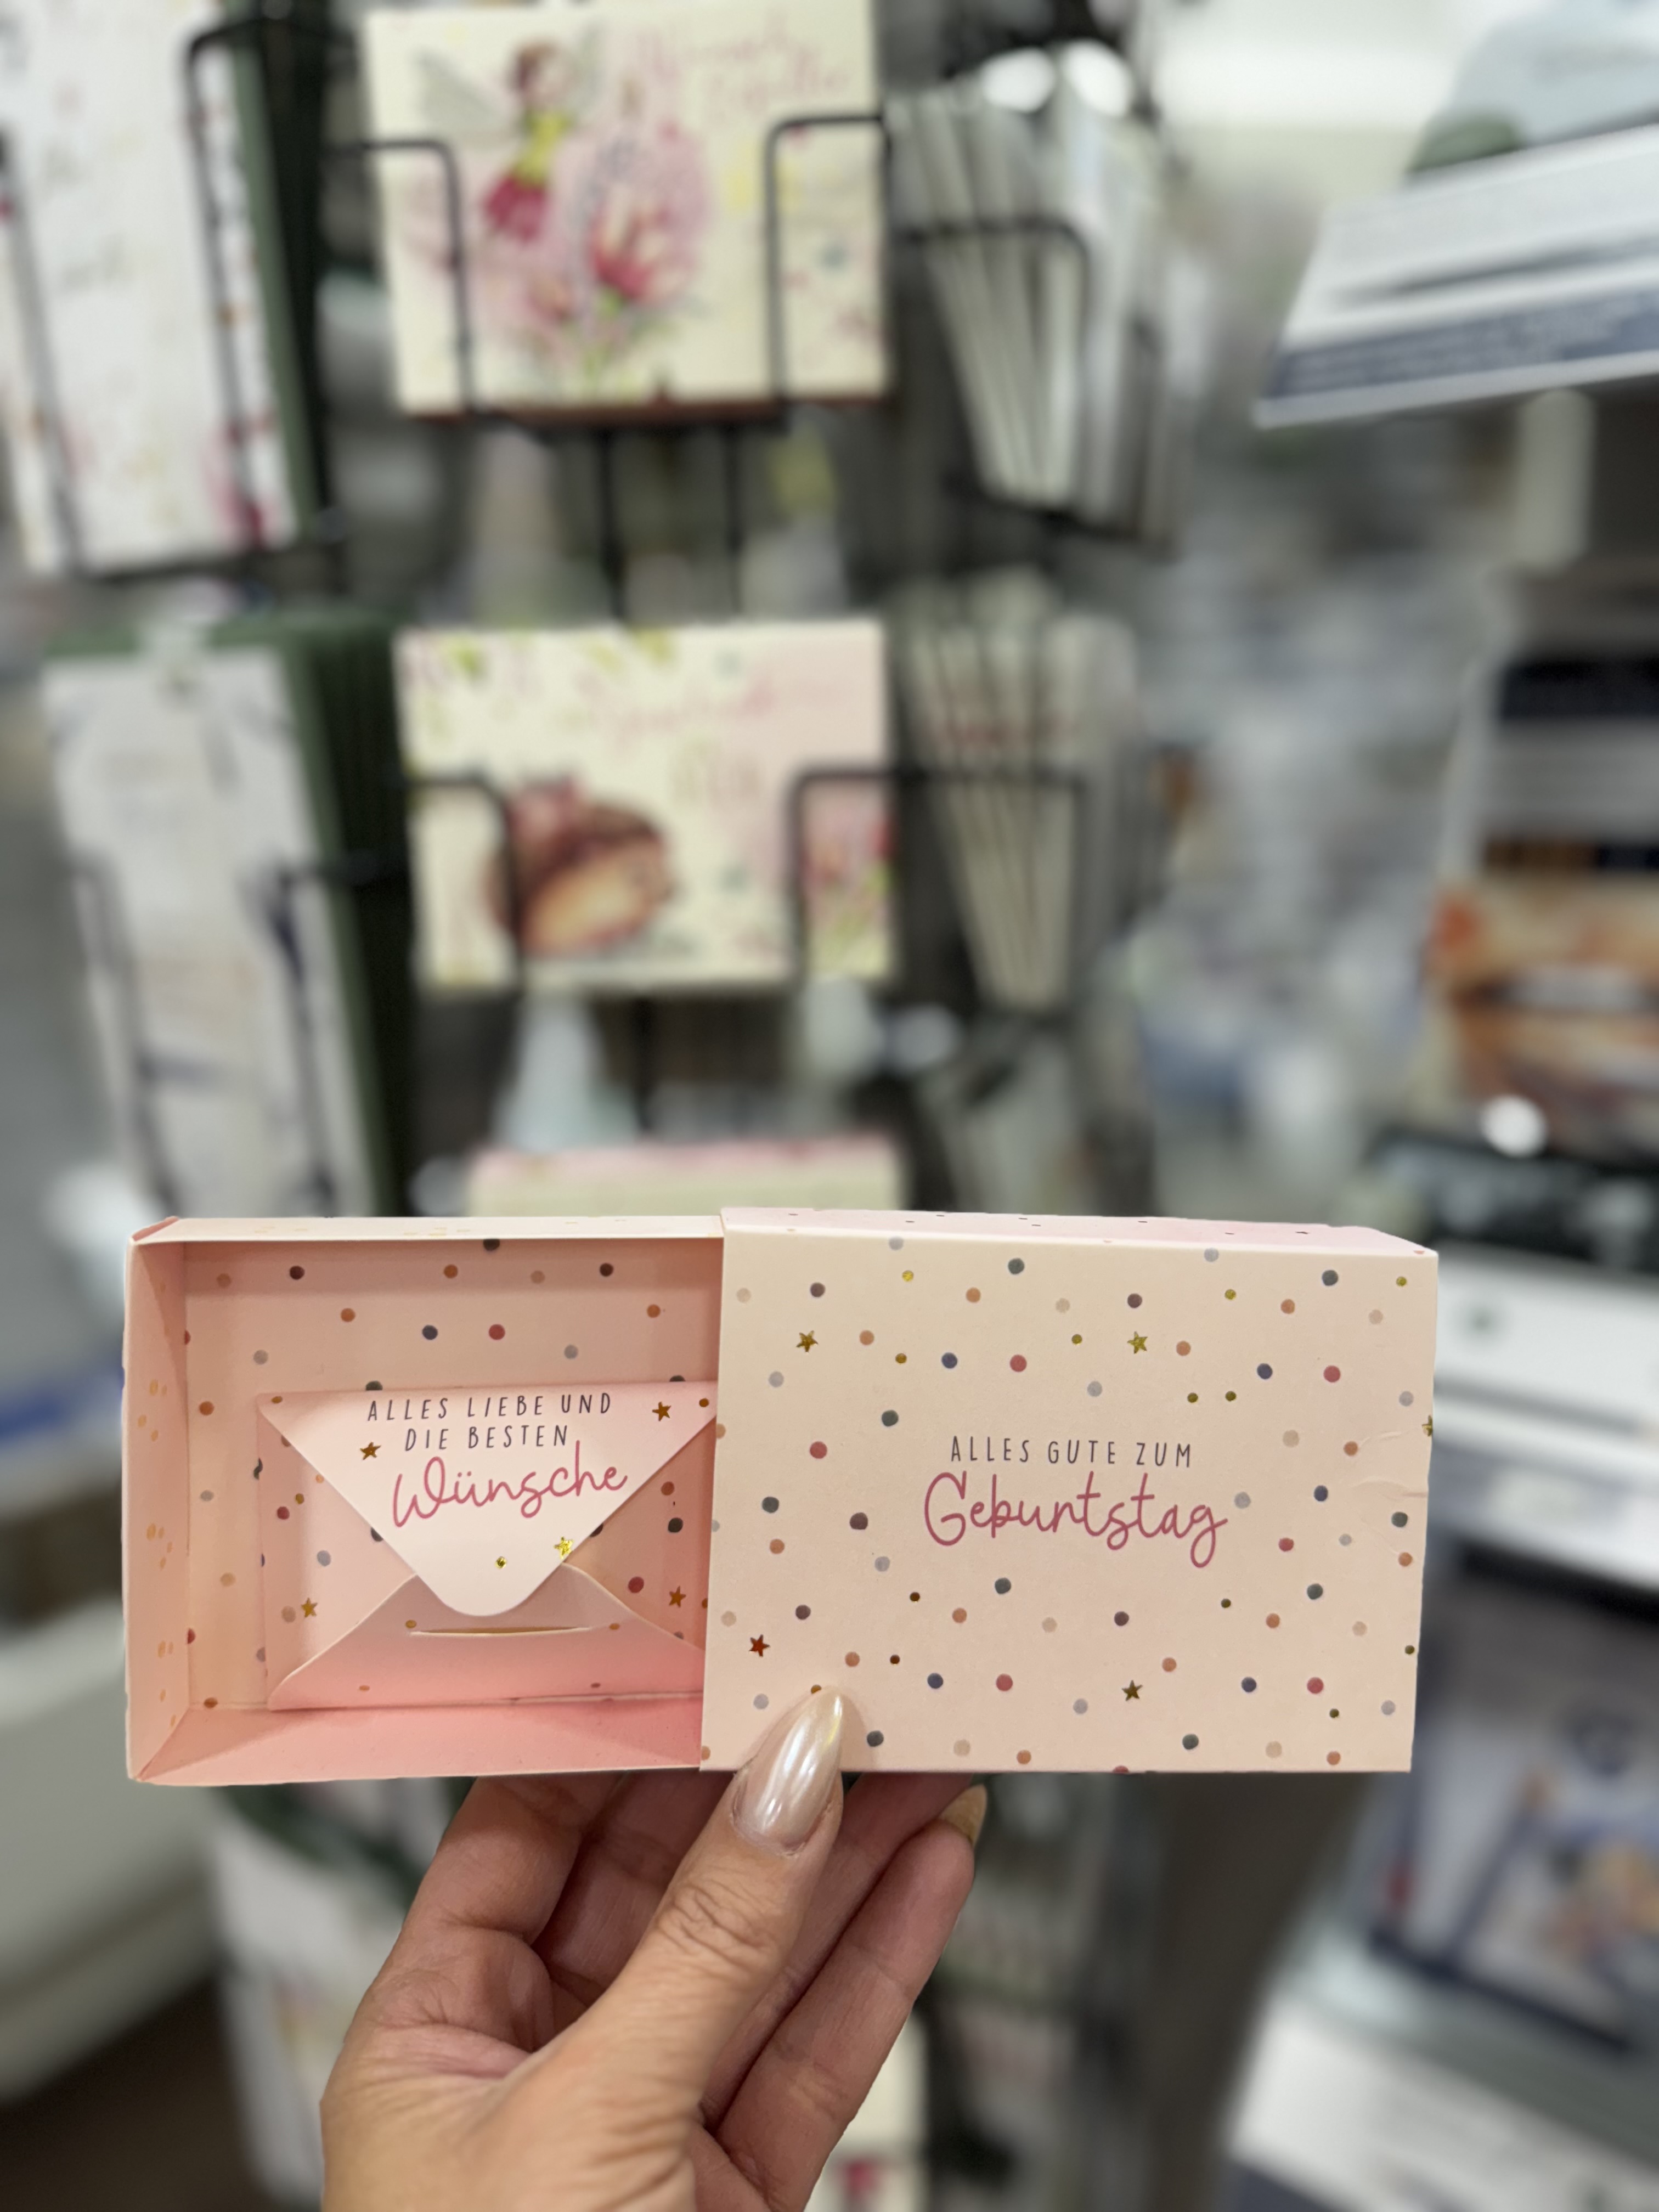 ALLES LIEBE UND
DIE BESTEN
Wünsche
ALLES GUTE ZUM
Geburtstag